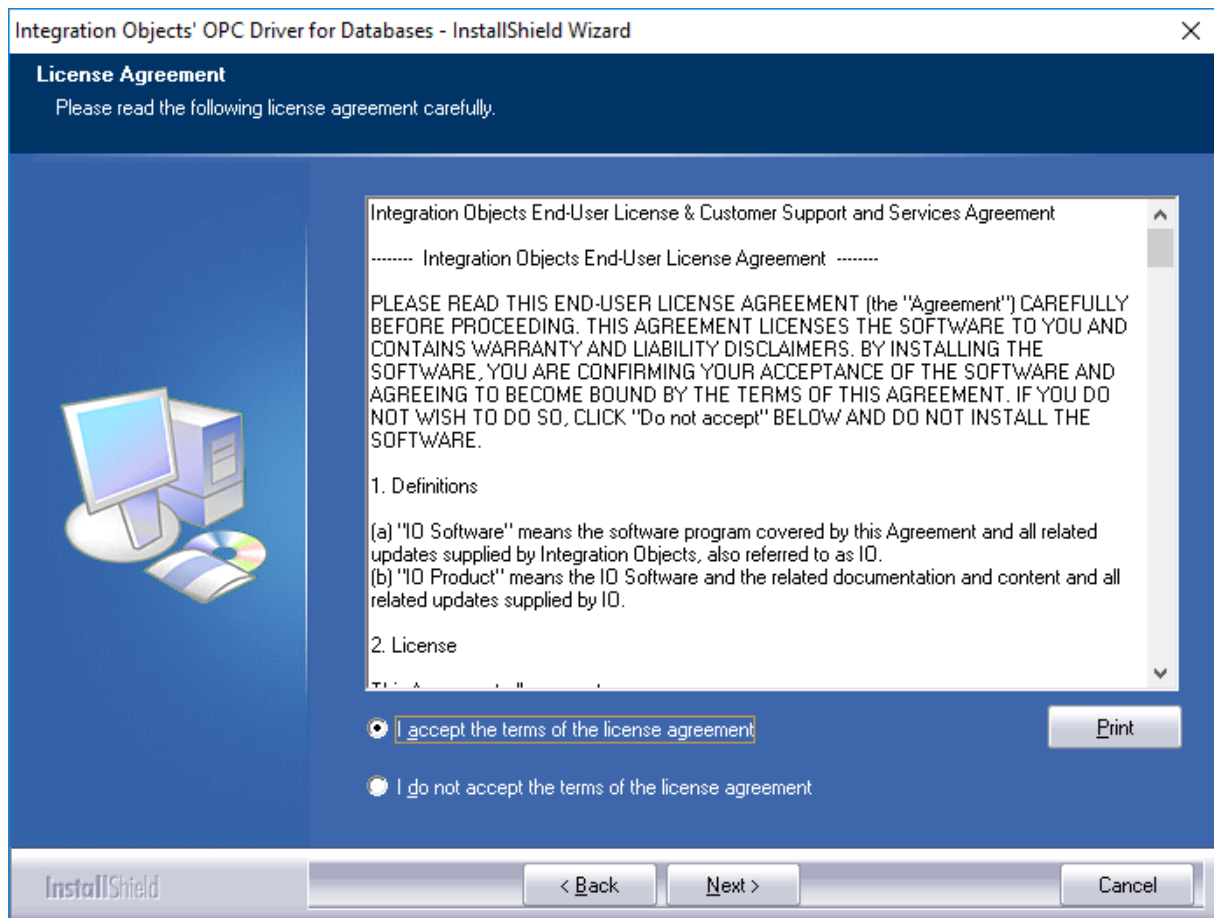 Integration Objects' OPC Driver for Databases - InstallShield Wizard
License Agreement
Please read the following license agreement carefully.
Integration Objects End-User License & Customer Support and Services Agreement
-------- Integration Objects End-User License Agreement --------
PLEASE READ THIS END-USER LICENSE AGREEMENT (the "Agreement") CAREFULLY
BEFORE PROCEEDING. THIS AGREEMENT LICENSES THE SOFTWARE TO YOU AND
CONTAINS WARRANTY AND LIABILITY DISCLAIMERS. BY INSTALLING THE
SOFTWARE, YOU ARE CONFIRMING YOUR ACCEPTANCE OF THE SOFTWARE AND
AGREEING TO BECOME BOUND BY THE TERMS OF THIS AGREEMENT. IF YOU DO
NOT WISH TO DO SO, CLICK "Do not accept" BELOW AND DO NOT INSTALL THE
SOFTWARE.
1. Definitions
(a) "IO Software" means the software program covered by this Agreement and all related
updates supplied by Integration Objects, also referred to as IO.
(b) "IO Product" means the IO Software and the related documentation and content and all
related updates supplied by IO.
2. License
I accept the terms of the license agreement
Print
I do not accept the terms of the license agreement
InstallShield
< Back
Next >
Cancel